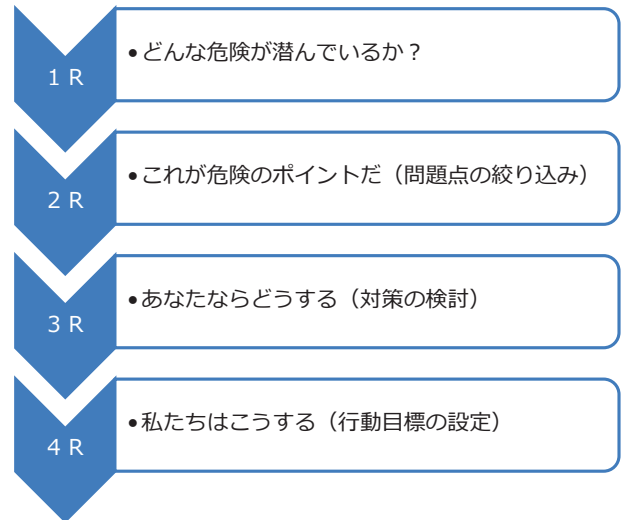 1 R
•どんな危険が潜んでいるか？
2 R
•これが危険のポイントだ（問題点の絞り込み）
3 R
•あなたならどうする（対策の検討）
4 R
•私たちはこうする（行動目標の設定）